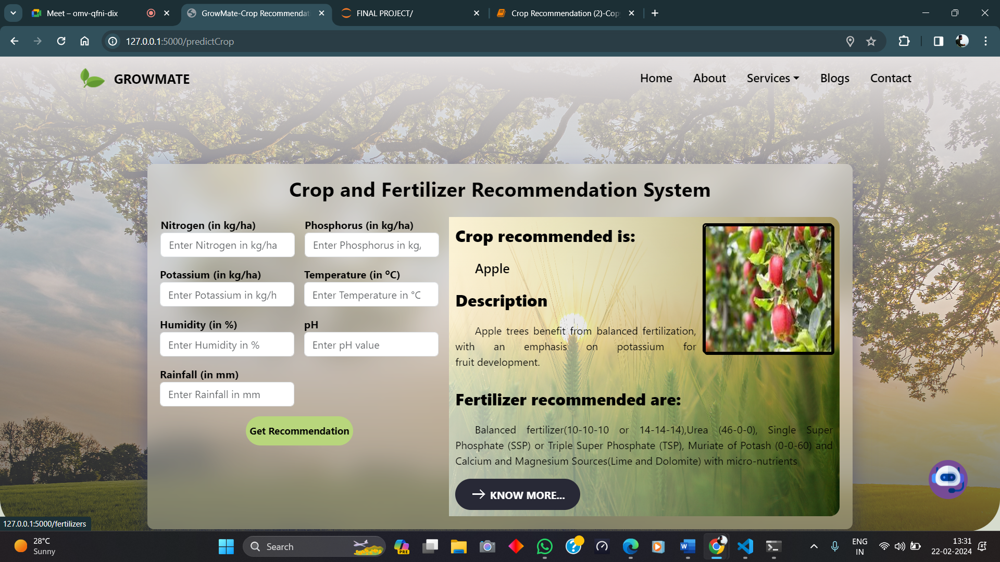 Meet – omv-qfni-dix
GrowMate-Crop Recommendat
FINAL PROJECT/
Crop Recommendation (2)-Cop
127.0.0.1:5000/predictCrop
GROWMATE
Home About Services Blogs Contact
Crop and Fertilizer Recommendation System
Nitrogen (in kg/ha) Phosphorus (in kg/ha)
Enter Nitrogen in kg/ha Enter Phosphorus in kg/
Potassium (in kg/ha) Temperature (in °C)
Enter Potassium in kg/h Enter Temperature in °C
Humidity (in %) pH
Enter Humidity in % Enter pH value
Rainfall (in mm)
Enter Rainfall in mm
Get Recommendation
Crop recommended is:
Apple
Description
Apple trees benefit from balanced fertilization,
with an emphasis on potassium for
fruit development.
Fertilizer recommended are:
Balanced fertilizer(10-10-10 or 14-14-14),Urea (46-0-0), Single Super
Phosphate (SSP) or Triple Super Phosphate (TSP), Muriate of Potash (0-0-60) and
Calcium and Magnesium Sources(Lime and Dolomite) with micro-nutrients
KNOW MORE...
127.0.0.1:5000/fertilizers
28°C
Sunny
Search
PRE
ENG
IN
13:31
22-02-2024